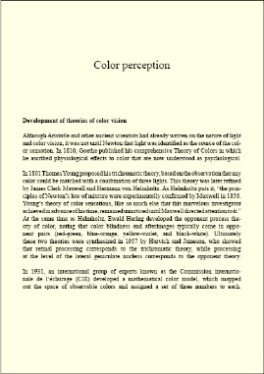 Color perception
Development of theories of color vision
Although Aristotle and other ancient scientists had already written on the nature of light
and color vision, it was not until Newton that light was identified as the source of the col-
or sensation. In 1810, Goethe published his comprehensive Theory of Colors in which
he ascribed physiological effects to color that are now understood as psychological.
In 1801 Thomas Young proposed his trichromatic theory, based on the observation that any
color could be matched with a combination of three lights. This theory was later refined
by James Clerk Maxwell and Hermann von Helmholtz. As Helmholtz puts it, "the prin-
ciples of Newton's law of mixture were experimentally confirmed by Maxwell in 1856.
Young's theory of color sensations, like so much else that this marvelous investigator
achieved in advance of his time, remained unnoticed until Maxwell directed attention to it."
At the same time as Helmholtz, Ewald Hering developed the opponent process the-
ory of color, noting that color blindness and afterimages typically come in oppo-
nent pairs (red-green, blue-orange, yellow-violet, and black-white). Ultimately
these two theories were synthesized in 1957 by Hurvich and Jameson, who showed
that retinal processing corresponds to the trichromatic theory, while processing
at the level of the lateral geniculate nucleus corresponds to the opponent theory.
In 1931, an international group of experts known as the Commission internatio-
nale de l'éclairage (CIE) developed a mathematical color model, which mapped
out the space of observable colors and assigned a set of three numbers to each.